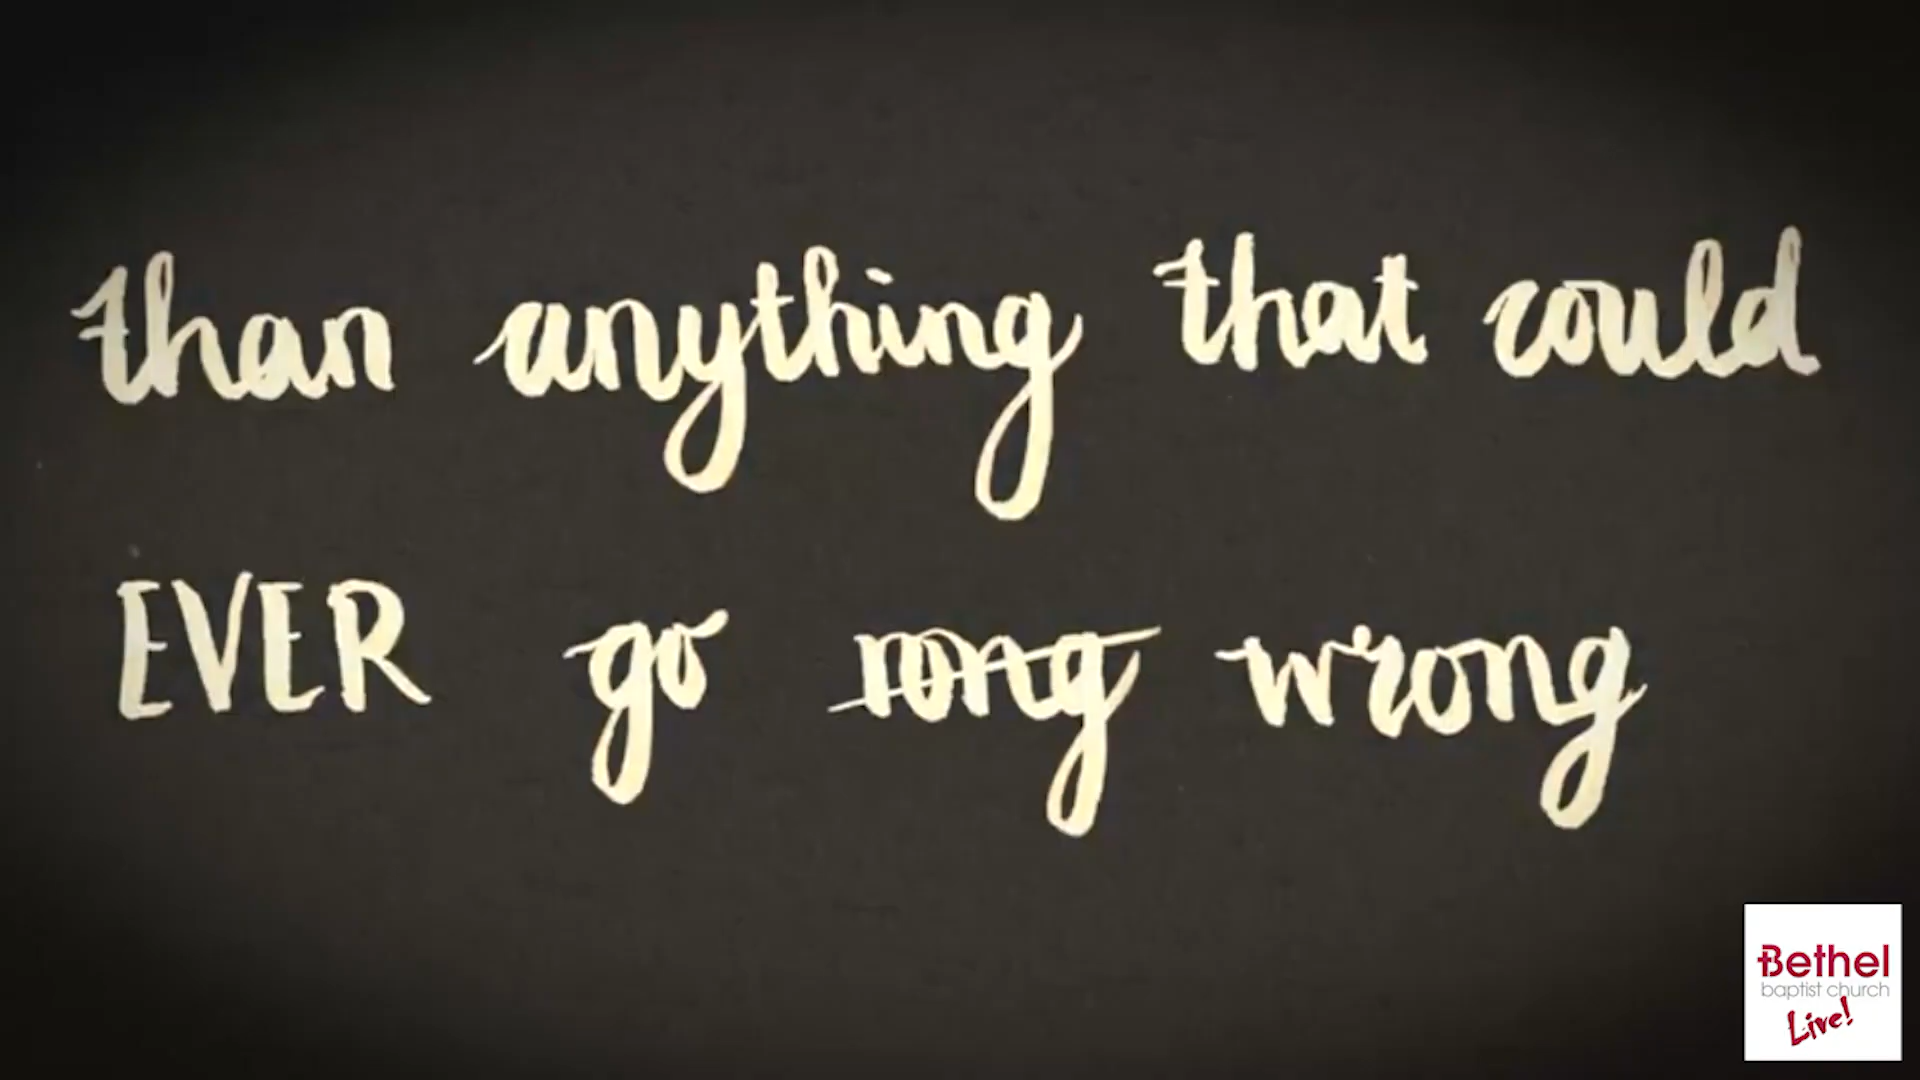 than anything that could
EVER go rong wrong
Bethel
baptist church
Live!